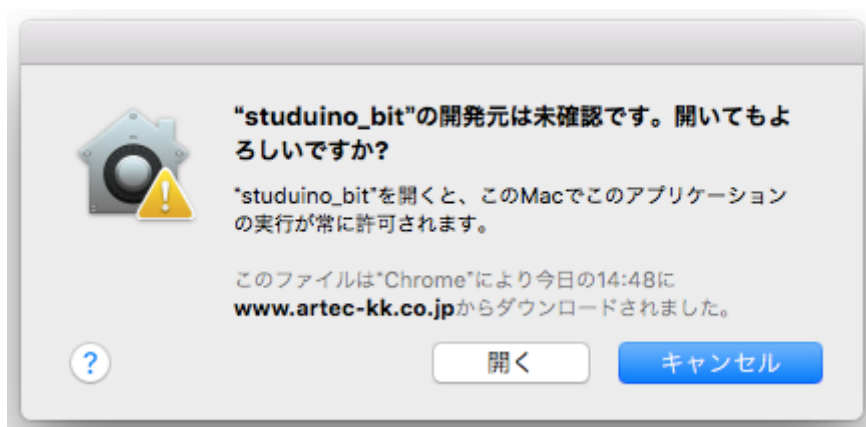 “studuino_bit”の開発元は未確認です。開いてもよ
ろしいですか?
“studuino_bit”を開くと、このMacでこのアプリケーション
の実行が常に許可されます。
このファイルは“Chrome”により今日の14:48に
www.artec-kk.co.jpからダウンロードされました。
? 開く キャンセル